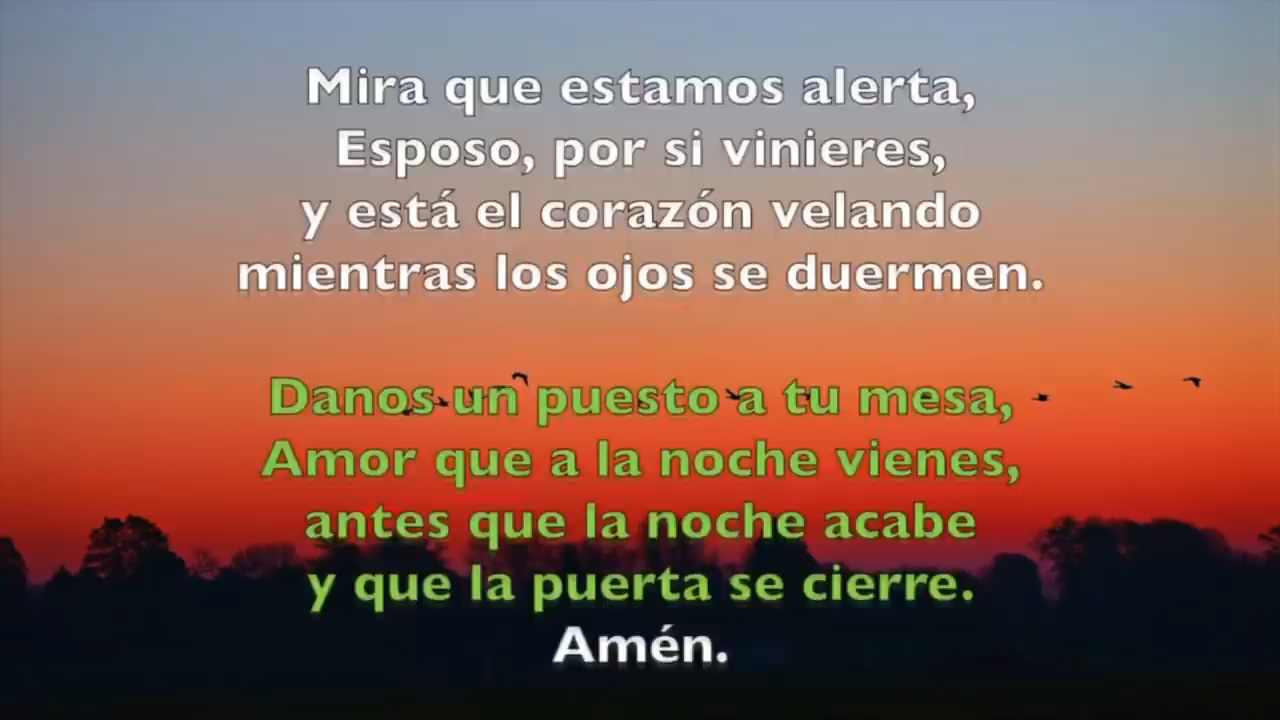 Mira que estamos alerta,
Esposo, por si vinieres,
y está el corazón velando
mientras los ojos se duermen.
Danos un puesto a tu mesa,
Amor que a la noche vienes,
antes que la noche acabe
y que la puerta se cierre.
Amén.